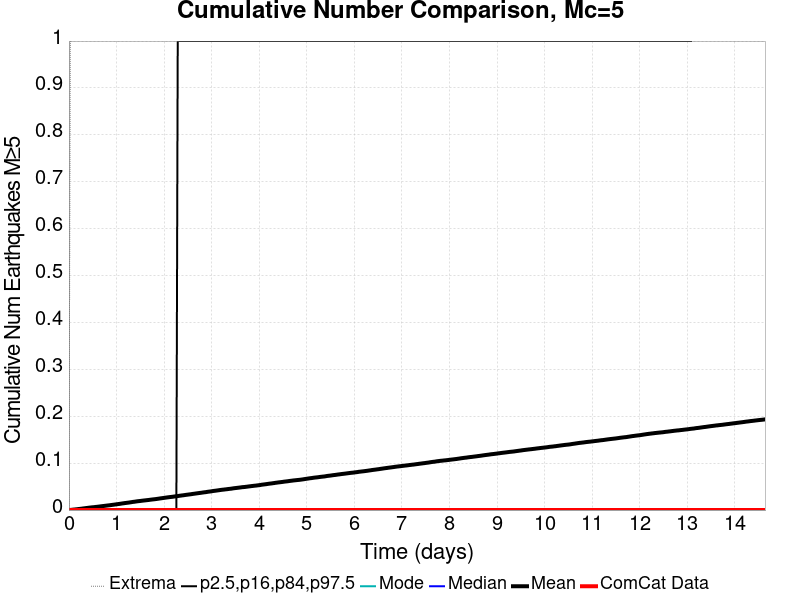 Cumulative Number Comparison, Mc=5
Cumulative Num Earthquakes M≥5
1
0.9
0.8
0.7
0.6
0.5
0.4
0.3
0.2
0.1
0
0 1 2 3 4 5 6 7 8 9 10 11 12 13 14
Time (days)
Extrema p2.5,p16,p84,p97.5 Mode Median Mean ComCat Data